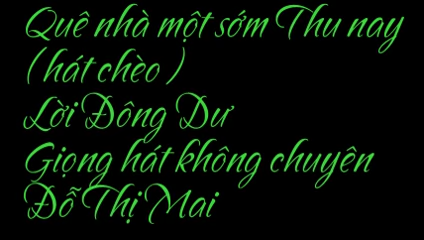 Quê nhà một sớm Thu nay
( hát chèo )
Lời Đông Dư
Giọng hát không chuyên
Đỗ Thị Mai